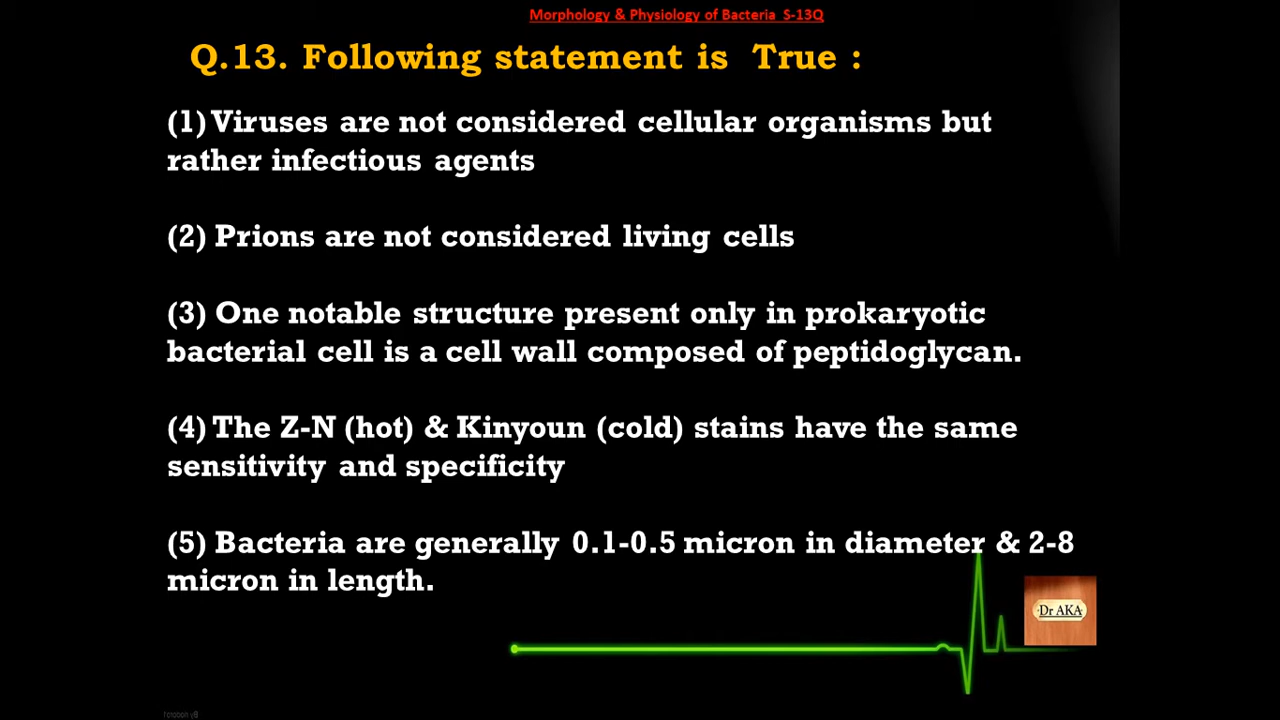 Morphology & Physiology of Bacteria S-13Q
Q.13. Following statement is True :
(1) Viruses are not considered cellular organisms but
rather infectious agents
(2) Prions are not considered living cells
(3) One notable structure present only in prokaryotic
bacterial cell is a cell wall composed of peptidoglycan.
(4) The Z-N (hot) & Kinyoun (cold) stains have the same
sensitivity and specificity
(5) Bacteria are generally 0.1-0.5 micron in diameter & 2-8
micron in length.
Dr AKA